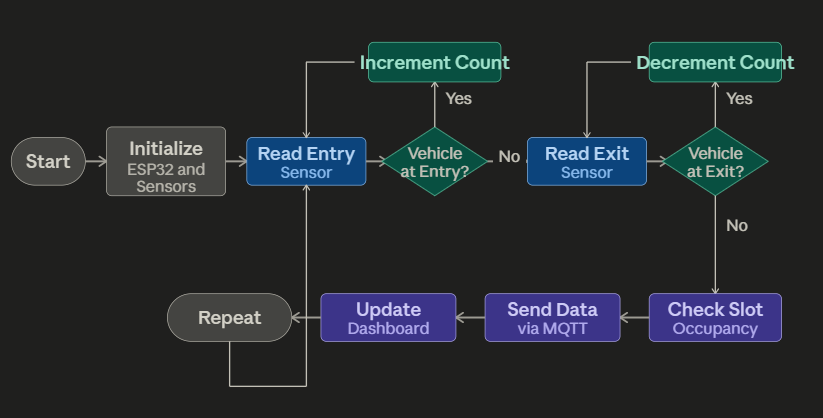 Increment Count
Decrement Count
Yes
Yes
Start
Initialize
ESP32 and
Sensors
Read Entry
Sensor
Vehicle
at Entry?
No
Read Exit
Sensor
Vehicle
at Exit?
No
Repeat
Update
Dashboard
Send Data
via MQTT
Check Slot
Occupancy